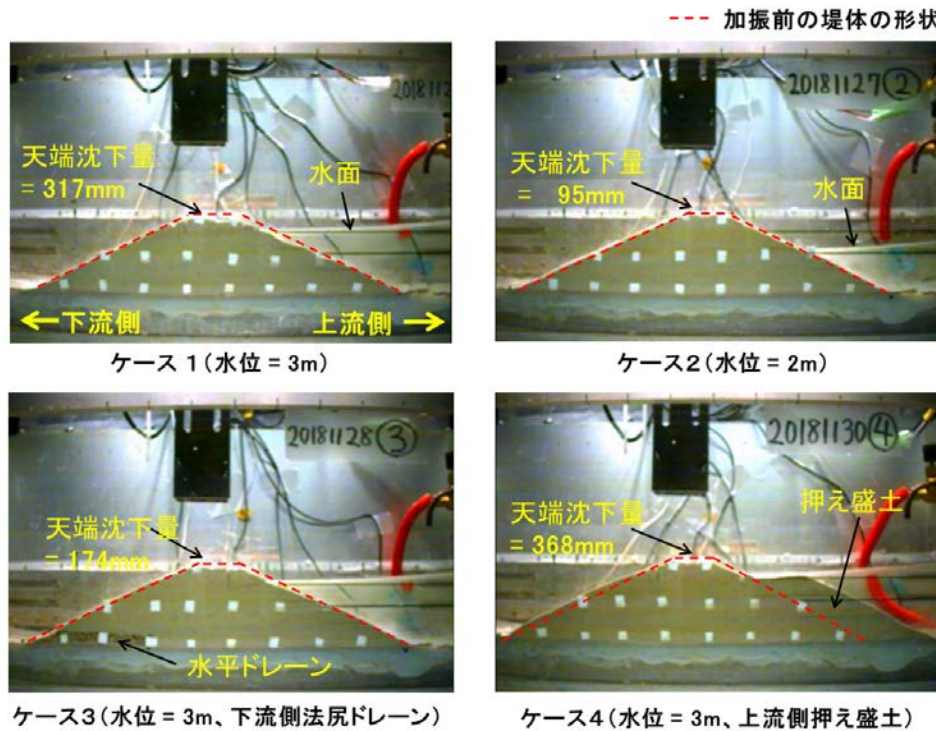 加振前の堤体の形状
2018112
天端沈下量
= 317mm
水面
←下流側
上流側→
ケース 1(水位 = 3m)
20181127②
天端沈下量
= 95mm
水面
ケース2(水位 = 2m)
20181128③
天端沈下量
= 174mm
水平ドレーン
ケース3(水位 = 3m、下流側法尻ドレーン)
20181130④
天端沈下量
= 368mm
押え盛土
ケース4(水位 = 3m、上流側押え盛土)